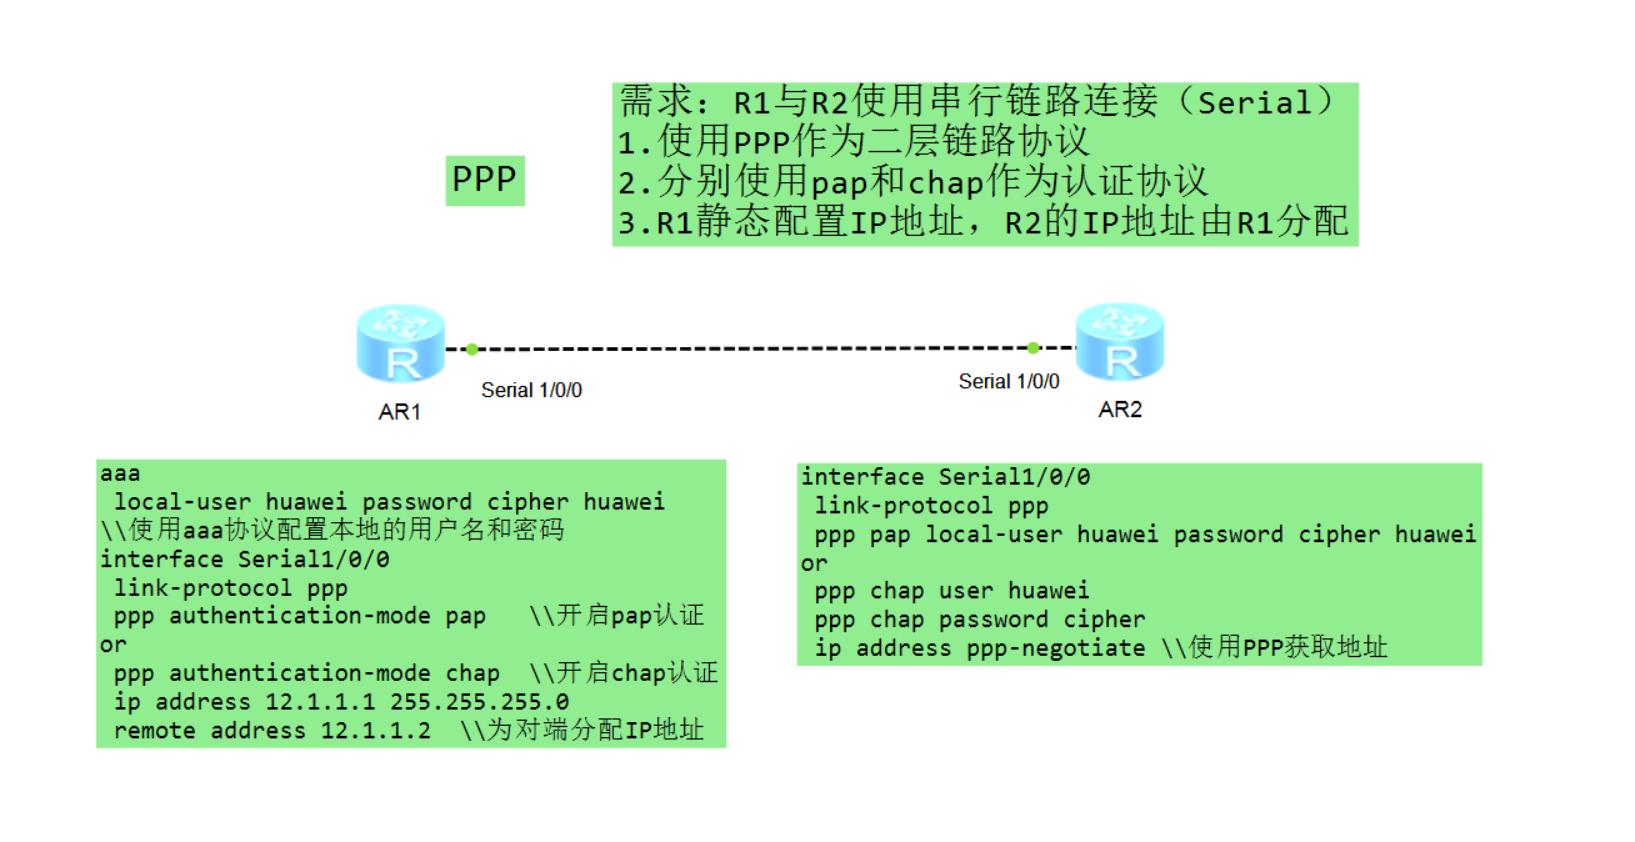 PPP
需求：R1与R2使用串行链路连接（Serial）
1.使用PPP作为二层链路协议
2.分别使用pap和chap作为认证协议
3.R1静态配置IP地址，R2的IP地址由R1分配
R
R
Serial 1/0/0
Serial 1/0/0
AR1
AR2
aaa
local-user huawei password cipher huawei
\\使用aaa协议配置本地的用户名和密码
interface Serial1/0/0
link-protocol ppp
ppp authentication-mode pap \\开启pap认证
or
ppp authentication-mode chap \\开启chap认证
ip address 12.1.1.1 255.255.255.0
remote address 12.1.1.2 \\为对端分配IP地址
interface Serial1/0/0
link-protocol ppp
ppp pap local-user huawei password cipher huawei
or
ppp chap user huawei
ppp chap password cipher
ip address ppp-negotiate \\使用PPP获取地址